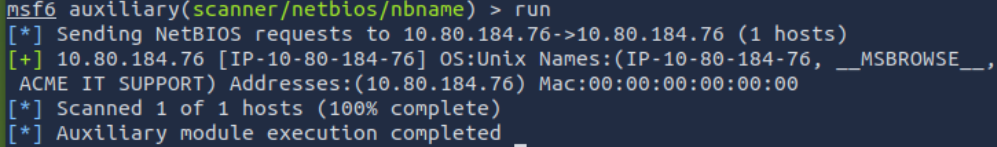 msf6 auxiliary(scanner/netbios/nbname) > run
[*] Sending NetBIOS requests to 10.80.184.76->10.80.184.76 (1 hosts)
[+] 10.80.184.76 [IP-10-80-184-76] OS:Unix Names:(IP-10-80-184-76, __MSBROWSE__,
ACME IT SUPPORT) Addresses:(10.80.184.76) Mac:00:00:00:00:00:00
[*] Scanned 1 of 1 hosts (100% complete)
[*] Auxiliary module execution completed